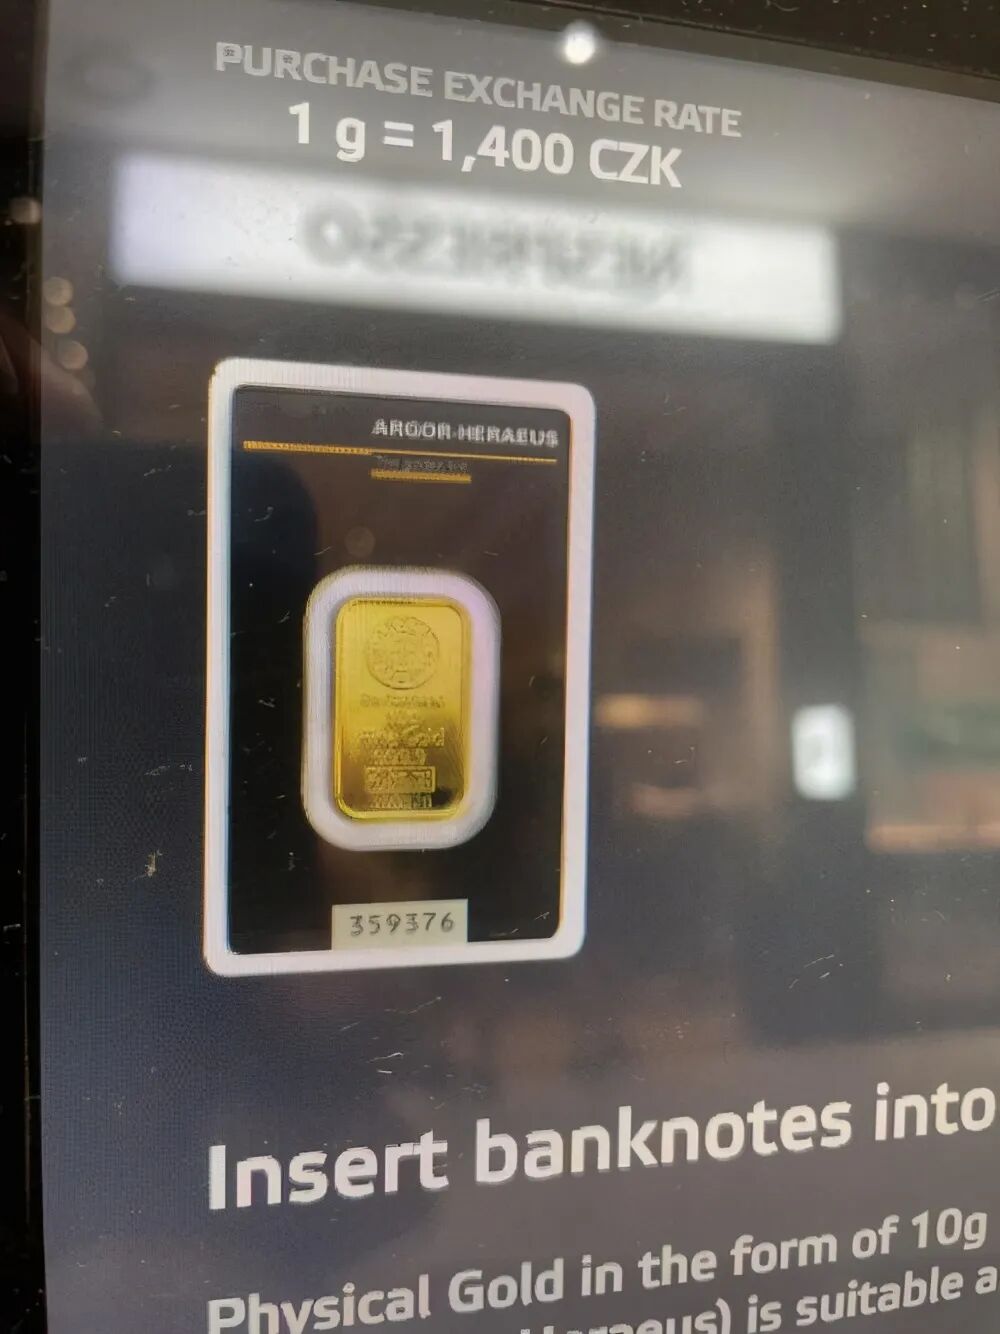 PURCHASE EXCHANGE RATE
1 g = 1,400 CZK
ARGOR HERAEUS
359376
Insert banknotes into
Physical Gold in the form of 10g
Heraeus) is suitable a